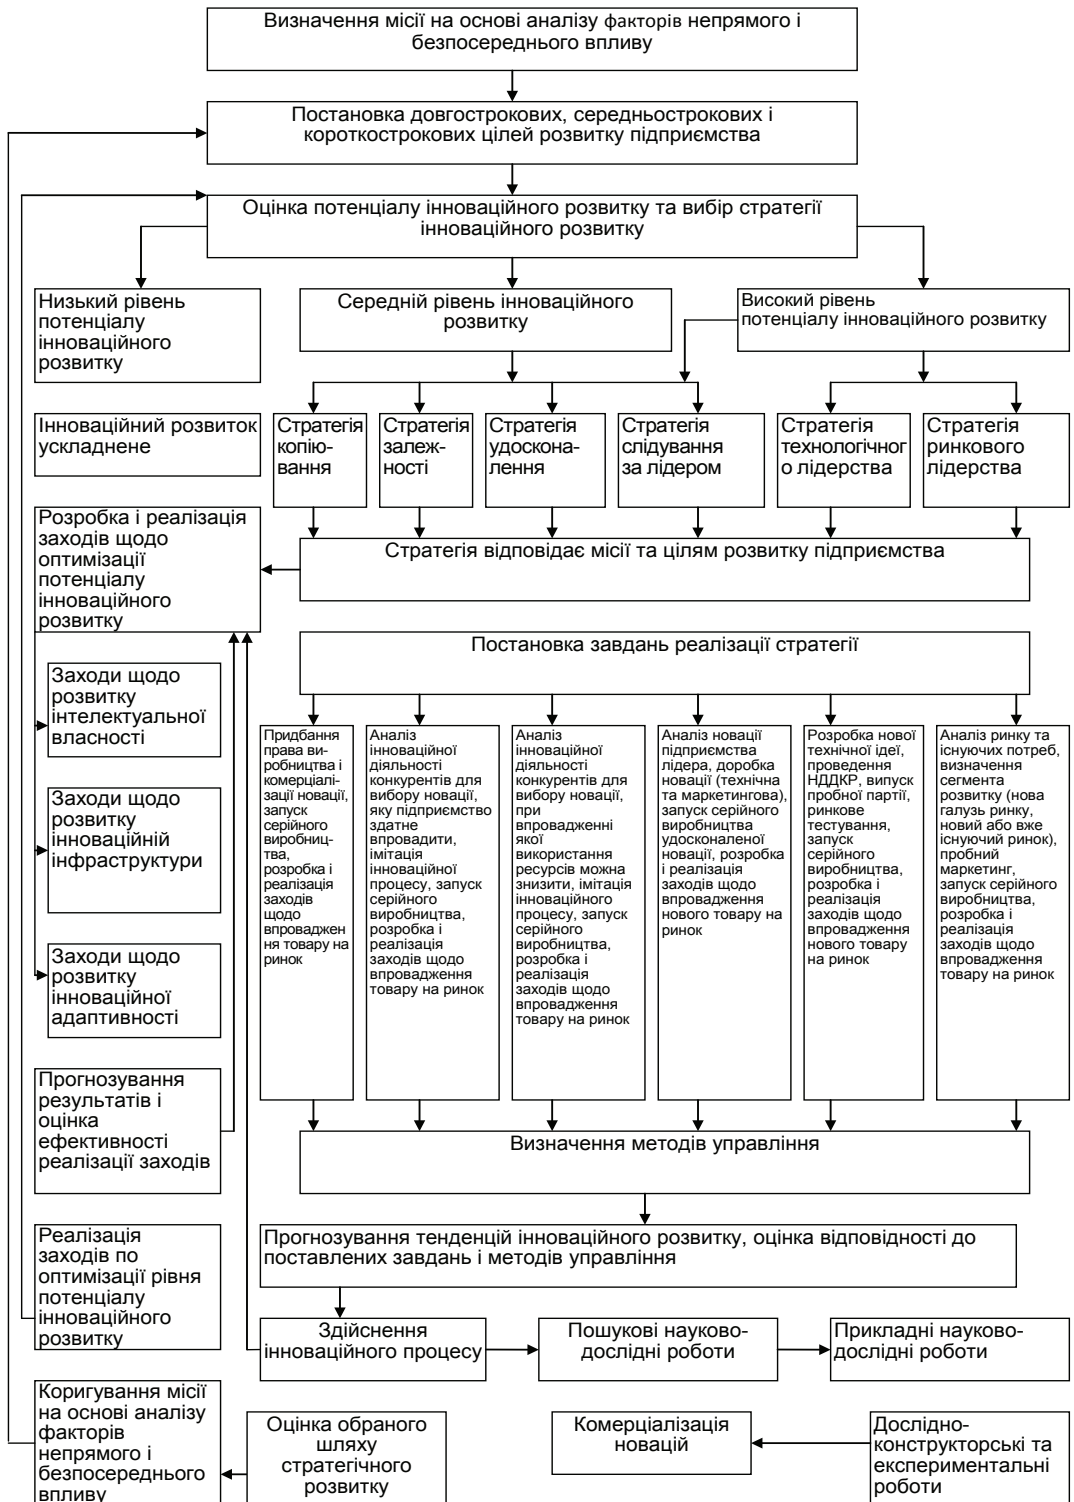 Визначення місії на основі аналізу факторів непрямого і
безпосереднього впливу
Постановка довгострокових, середньострокових і
короткострокових цілей розвитку підприємства
Оцінка потенціалу інноваційного розвитку та вибір стратегії
інноваційного розвитку
Низький рівень
потенціалу
інноваційного
розвитку
Середній рівень інноваційного
розвитку
Високий рівень
потенціалу інноваційного розвитку
Інноваційний розвиток
ускладнене
Стратегія
копію-
вання
Стратегія
залеж-
ності
Стратегія
удоскона-
лення
Стратегія
слідування
за лідером
Стратегія
технологічног
о лідерства
Стратегія
ринкового
лідерства
Розробка і реалізація
заходів щодо
оптимізації
потенціалу
інноваційного
розвитку
Стратегія відповідає місії та цілям розвитку підприємства
Постановка завдань реалізації стратегії
Заходи щодо
розвитку
інтелектуальної
власності
Заходи щодо
розвитку
інноваційній
інфраструктури
Заходи щодо
розвитку
інноваційної
адаптивності
Придбання
права ви-
робництва і
комерціалі-
зації новації,
запуск
серійного
виробниц-
тва,
розробка і
реалізація
заходів
щодо
впроваджен
ня товару на
ринок
Аналіз
інноваційної
діяльності
конкурентів для
вибору новації,
яку підприємство
здатне
впровадити,
імітація
інноваційної
процесу, запуск
серійного
виробництва,
розробка і
реалізація
заходів щодо
впровадження
товару на ринок
Аналіз
інноваційної
діяльності
конкурентів для
вибору новації,
при
впровадженні
якої
використання
ресурсів можна
знизити, імітація
інноваційного
процесу, запуск
серійного
виробництва,
розробка і
реалізація
заходів щодо
впровадження
товару на ринок
Аналіз новації
підприємства
лідера, доробка
новації (технічна
та маркетингова),
запуск серійного
виробництва
удосконаленої
новації, розробка
і реалізація
заходів щодо
впровадження
нового товару на
ринок
Розробка нової
технічної ідеї,
проведення
НДДКР, випуск
пробної партії,
ринкове
тестування,
запуск
серійного
виробництва,
розробка і
реалізація
заходів щодо
впровадження
нового товару
на ринок
Аналіз ринку та
існуючих потреб,
визначення
сегмента
розвитку (нова
галузь ринку,
новий або вже
існуючий ринок),
пробний
маркетинг,
запуск серійного
виробництва,
розробка і
реалізація
заходів щодо
впровадження
товару на ринок
Прогнозування
результатів і
оцінка
ефективності
реалізації заходів
Визначення методів управління
Реалізація
заходів по
оптимізації рівня
потенціалу
інноваційного
розвитку
Прогнозування тенденцій інноваційного розвитку, оцінка відповідності до
поставлених завдань і методів управління
Здійснення
інноваційного процесу
Пошукові науково-
дослідні роботи
Прикладні науково-
дослідні роботи
Коригування місії
на основі аналізу
факторів
непрямого і
безпосереднього
впливу
Оцінка обраного
шляху
стратегічного
розвитку
Комерціалізація
новацій
Дослідно-
конструкторські та
експериментальні
роботи